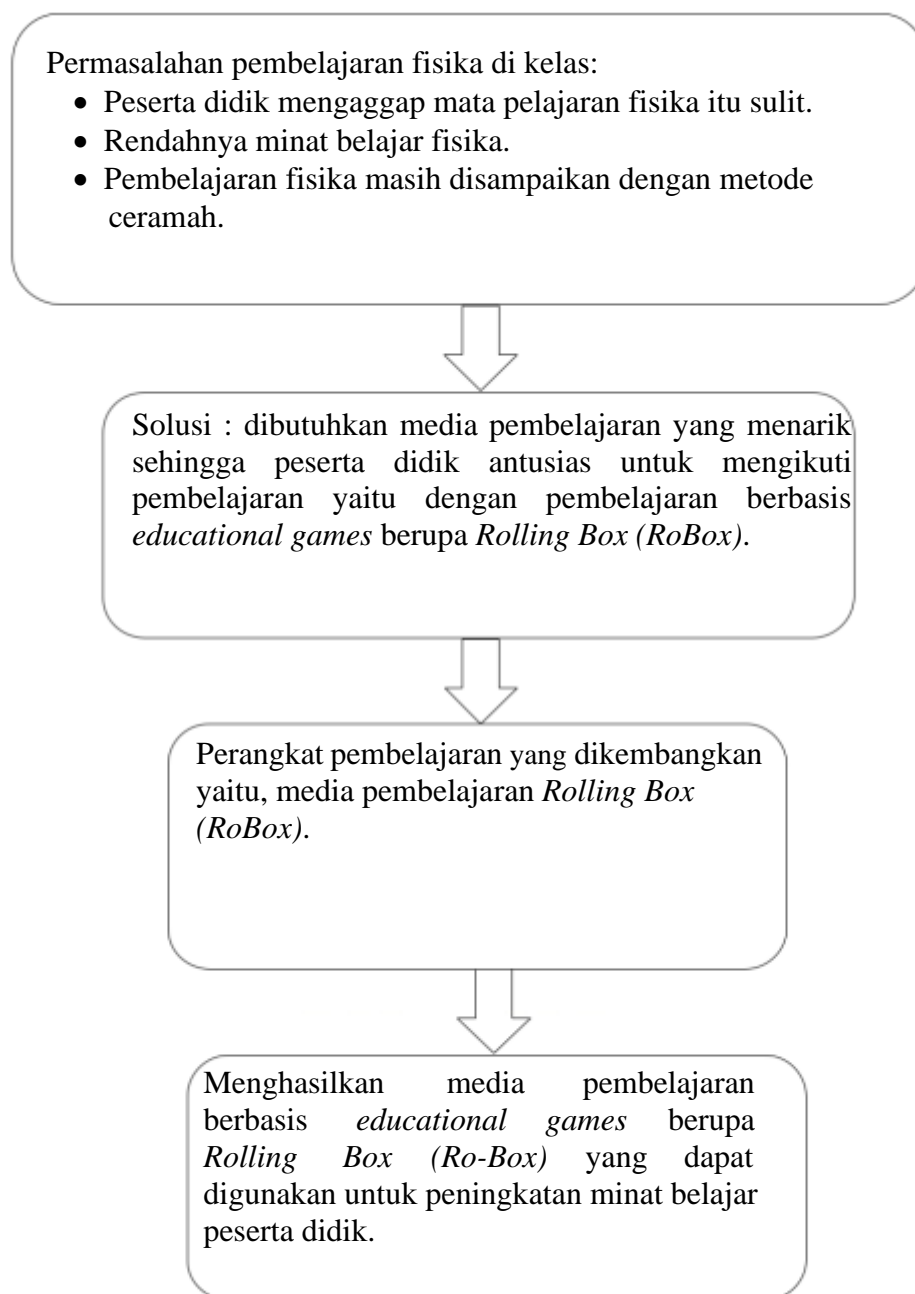 Permasalahan pembelajaran fisika di kelas:
• Peserta didik mengaggap mata pelajaran fisika itu sulit.
• Rendahnya minat belajar fisika.
• Pembelajaran fisika masih disampaikan dengan metode
ceramah.
Solusi : dibutuhkan media pembelajaran yang menarik
sehingga peserta didik antusias untuk mengikuti
pembelajaran yaitu dengan pembelajaran berbasis
educational games berupa Rolling Box (RoBox).
Perangkat pembelajaran yang dikembangkan
yaitu, media pembelajaran Rolling Box
(RoBox).
Menghasilkan media pembelajaran
berbasis educational games berupa
Rolling Box (Ro-Box) yang dapat
digunakan untuk peningkatan minat belajar
peserta didik.